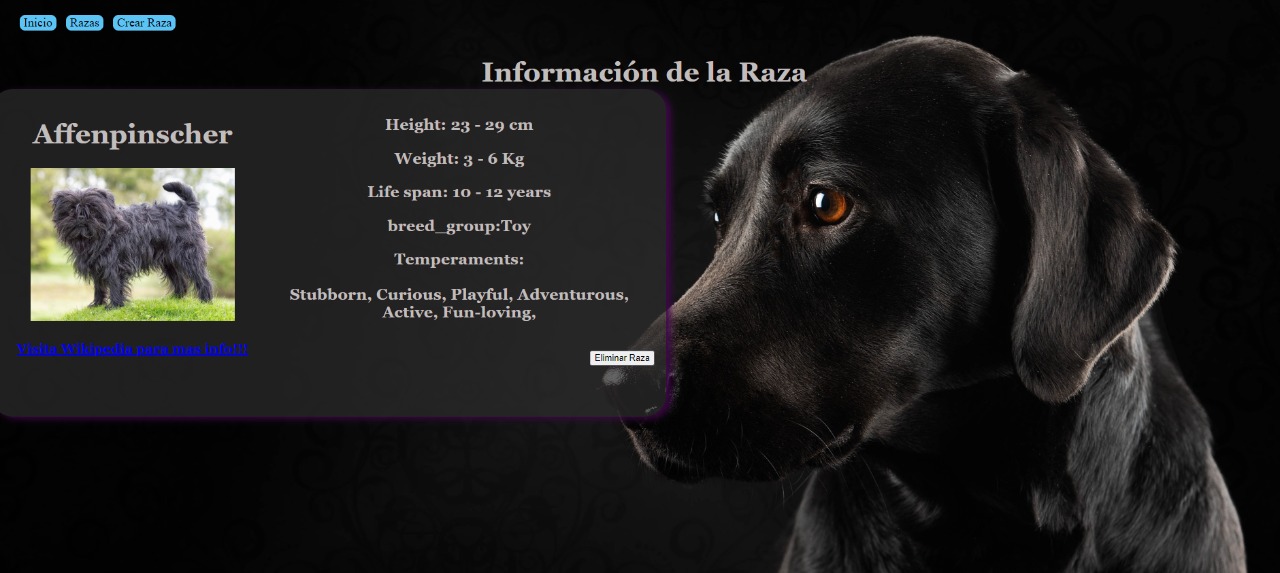 Inicio Razas Crear Raza
Información de la Raza
Affenpinscher
Visita Wikipedia para mas info!!!
Height: 23 - 29 cm
Weight: 3 - 6 Kg
Life span: 10 - 12 years
breed_group:Toy
Temperaments:
Stubborn, Curious, Playful, Adventurous,
Active, Fun-loving,
Eliminar Raza